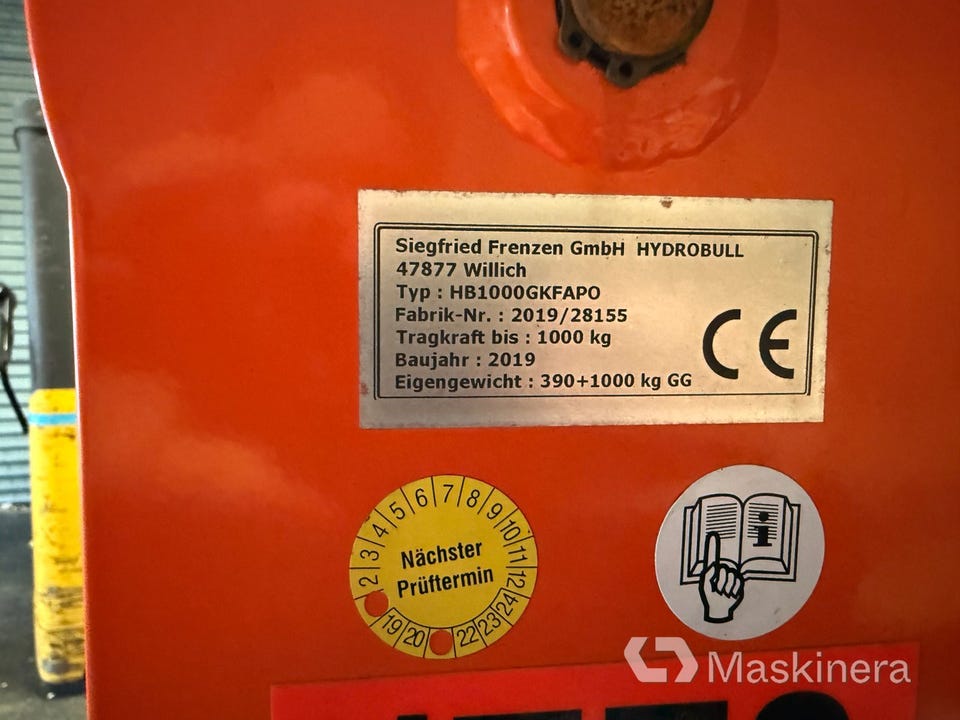 Siegfried Frenzen GmbH HYDROBULL
47877 Willich
Typ : HB1000GKFAPO
Fabrik-Nr. : 2019/28155
Tragkraft bis : 1000 kg
Baujahr : 2019
Eigengewicht : 390+1000 kg GG
CE
2 3 4 5 6 7 8 9 10 11 12
Nächster
Prüftermin
19 20 22 23 24
i
Maskinera